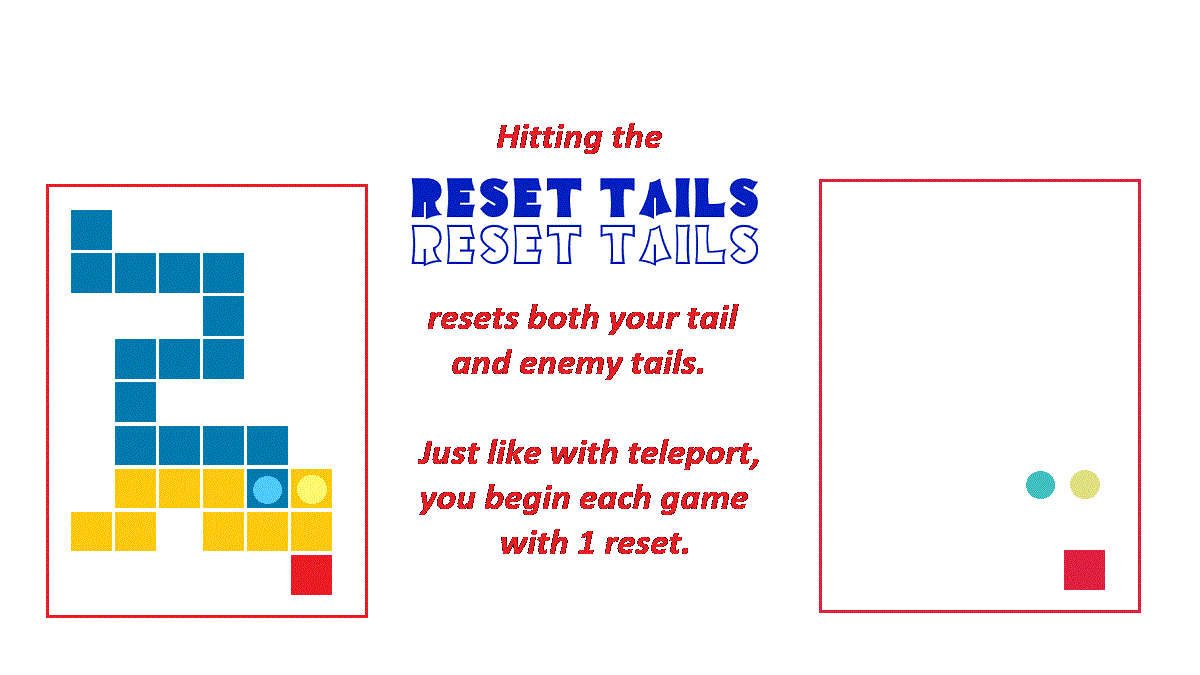 Hitting the
RESET TAILS
RESET TAILS
resets both your tail
and enemy tails.
Just like with teleport,
you begin each game
with 1 reset.